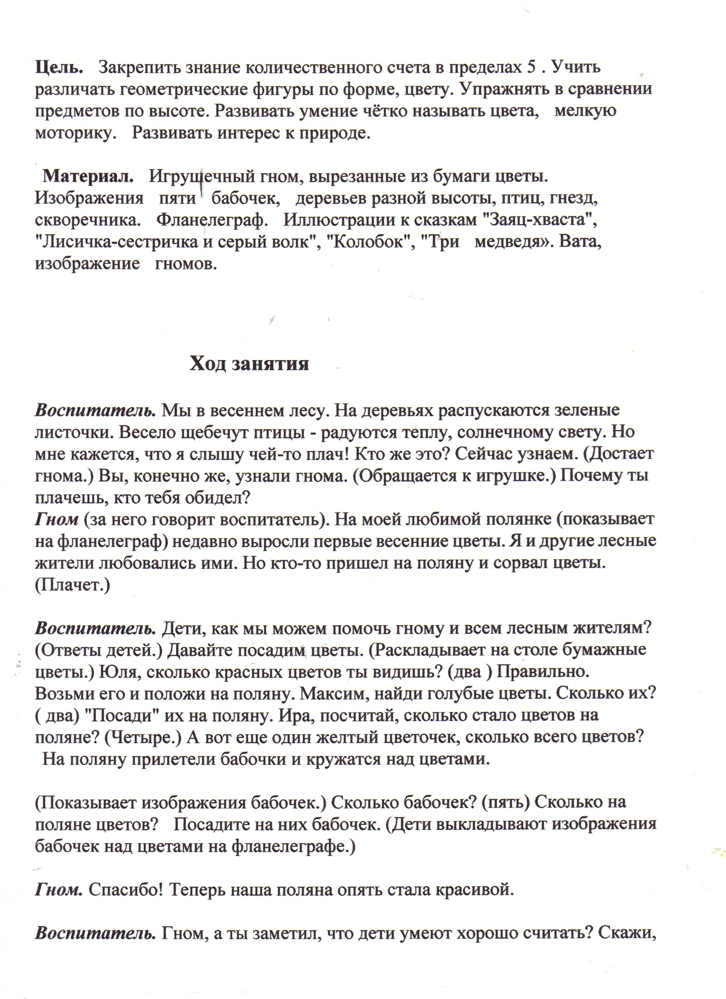 Цель.   Закрепить знание количественного счета в пределах 5 . Учить
различать геометрические фигуры по форме, цвету. Упражнять в сравнении
предметов по высоте. Развивать умение чётко называть цвета,   мелкую
моторику.   Развивать интерес к природе.
Материал.   Игрушечный гном, вырезанные из бумаги цветы.
Изображения   пяти   бабочек,   деревьев разной высоты, птиц, гнезд,
скворечника.   Фланелеграф.   Иллюстрации к сказкам "Заяц-хваста",
"Лисичка-сестричка и серый волк", "Колобок", "Три   медведя». Вата,
изображение   гномов.
Ход занятия
Воспитатель. Мы в весеннем лесу. На деревьях распускаются зеленые
листочки. Весело щебечут птицы - радуются теплу, солнечному свету. Но
мне кажется, что я слышу чей-то плач! Кто же это? Сейчас узнаем. (Достает
гнома.) Вы, конечно же, узнали гнома. (Обращается к игрушке.) Почему ты
плачешь, кто тебя обидел?
Гном (за него говорит воспитатель). На моей любимой полянке (показывает
на фланелеграф) недавно выросли первые весенние цветы. Я и другие лесные
жители любовались ими. Но кто-то пришел на поляну и сорвал цветы.
(Плачет.)
Воспитатель. Дети, как мы можем помочь гному и всем лесным жителям?
(Ответы детей.) Давайте посадим цветы. (Раскладывает на столе бумажные
цветы.) Юля, сколько красных цветов ты видишь? (два ) Правильно.
Возьми его и положи на поляну. Максим, найди голубые цветы. Сколько их?
( два) "Посади" их на поляну. Ира, посчитай, сколько стало цветов на
поляне? (Четыре.) А вот еще один желтый цветочек, сколько всего цветов?
На поляну прилетели бабочки и кружатся над цветами.
(Показывает изображения бабочек.) Сколько бабочек? (пять) Сколько на
поляне цветов?   Посадите на них бабочек. (Дети выкладывают изображения
бабочек над цветами на фланелеграфе.)
Гном. Спасибо! Теперь наша поляна опять стала красивой.
Воспитатель. Гном, а ты заметил, что дети умеют хорошо считать? Скажи,